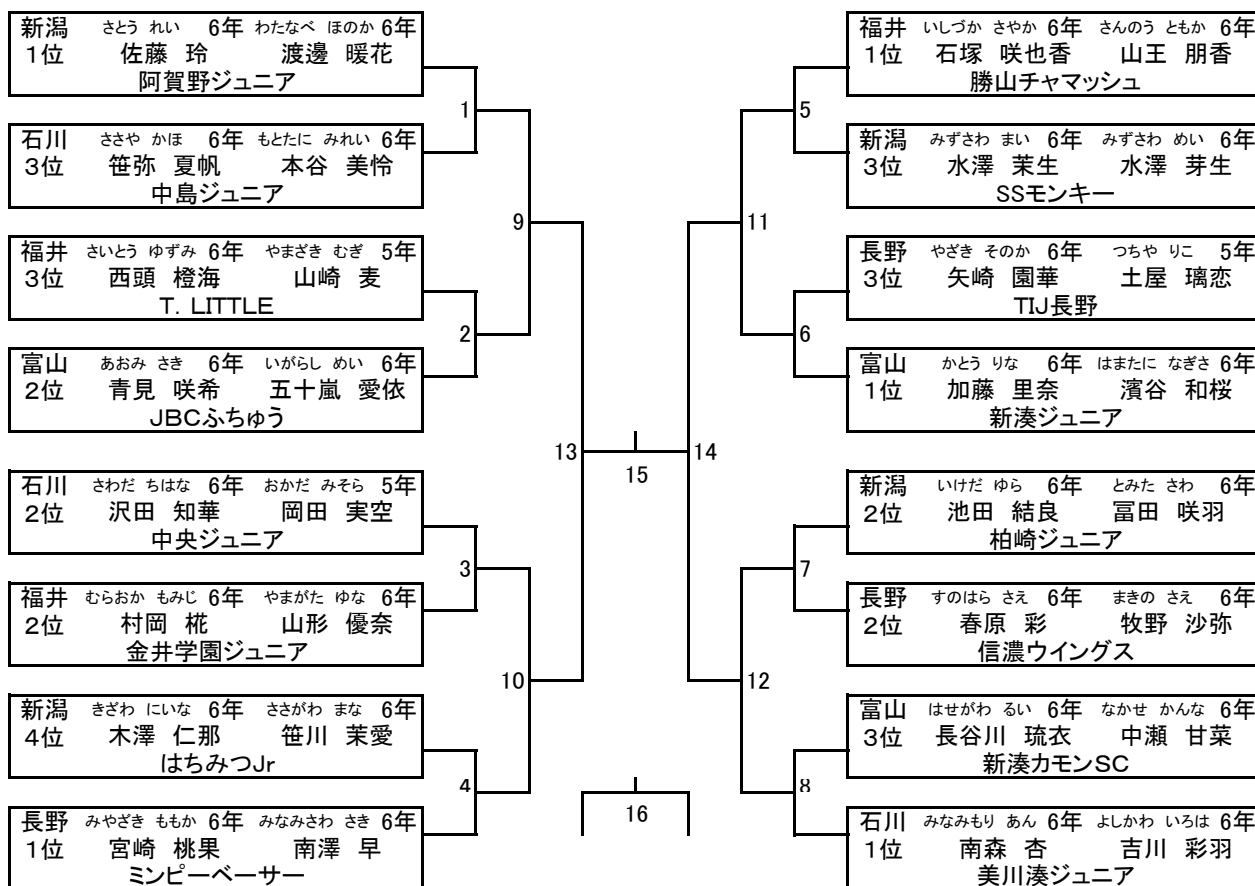 新潟 さとう れい 6年 わたなべ ほのか 6年
1位 佐藤 玲 渡邊 暖花
阿賀野ジュニア
石川 ささや かほ 6年 もとたに みれい 6年
3位 笹弥 夏帆 本谷 美怜
中島ジュニア
福井 さいとう ゆずみ 6年 やまざき むぎ 5年
3位 西頭 橙海 山崎 麦
T. LITTLE
富山 あおみ さき 6年 いがらし めい 6年
2位 青見 咲希 五十嵐 愛依
JBCふちゅう
石川 さわだ ちはな 6年 おかだ みそら 5年
2位 沢田 知華 岡田 実空
中央ジュニア
福井 むらおか もみじ 6年 やまがた ゆな 6年
2位 村岡 椛 山形 優奈
金井学園ジュニア
新潟 きざわ にいな 6年 ささがわ まな 6年
4位 木澤 仁那 笹川 茉愛
はちみつJr
長野 みやざき ももか 6年 みなみさわ さき 6年
1位 宮崎 桃果 南澤 早
ミンピーベーサー
1
2
3
4
9
10
13
15
16
14
11
12
5
6
7
8
福井 いしづか さやか 6年 さんのう ともか 6年
1位 石塚 咲也香 山王 朋香
勝山チャマッシュ
新潟 みずさわ まい 6年 みずさわ めい 6年
3位 水澤 茉生 水澤 芽生
SSモンキー
長野 やざき そのか 6年 つちや りこ 5年
3位 矢崎 園華 土屋 璃恋
TIJ長野
富山 かとう りな 6年 はまたに なぎさ 6年
1位 加藤 里奈 濱谷 和桜
新湊ジュニア
新潟 いけだ ゆら 6年 とみた さわ 6年
2位 池田 結良 冨田 咲羽
柏崎ジュニア
長野 すのはら さえ 6年 まきの さえ 6年
2位 春原 彩 牧野 沙弥
信濃ウイングス
富山 はせがわ るい 6年 なかせ かんな 6年
3位 長谷川 琉衣 中瀬 甘菜
新湊カモンSC
石川 みなみもり あん 6年 よしかわ いろは 6年
1位 南森 杏 吉川 彩羽
美川湊ジュニア